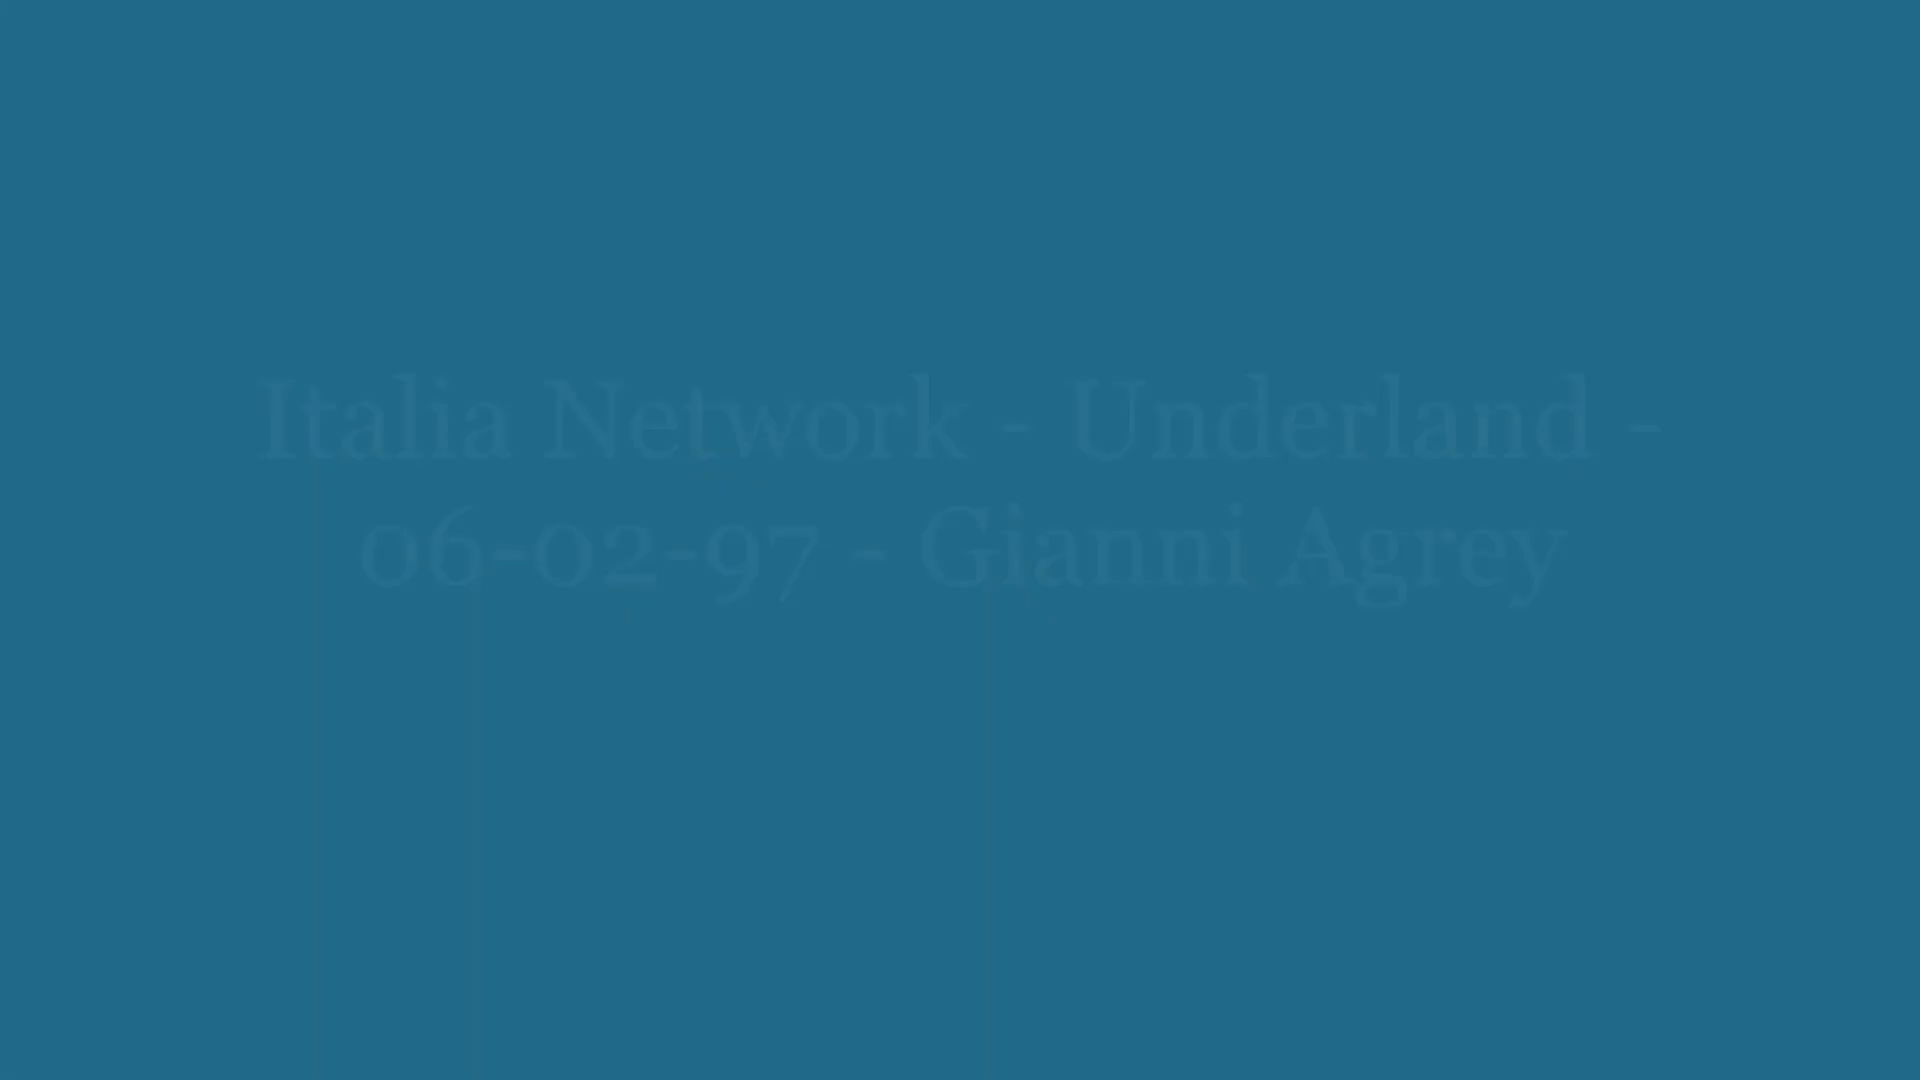 Italia Network - Underland -
06-02-97 - Gianni Agrey